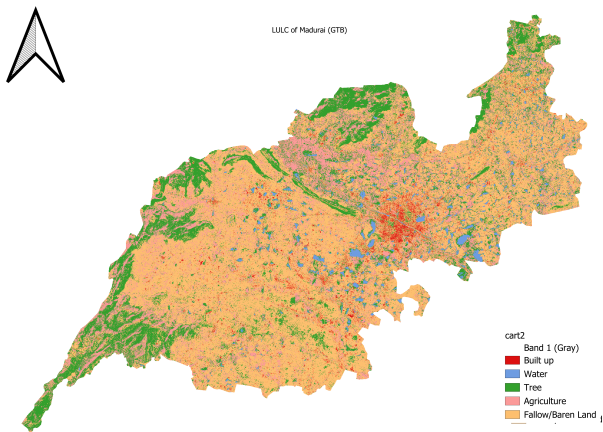 LULC of Madurai (GTB)
cart2
Band 1 (Gray)
Built up
Water
Tree
Agriculture
Fallow/Baren Land